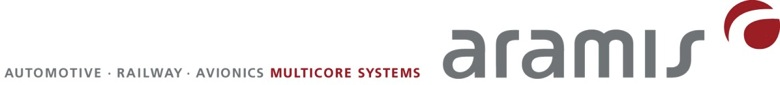 AUTOMOTIVE · RAILWAY · AVIONICS MULTICORE SYSTEMS
aramis